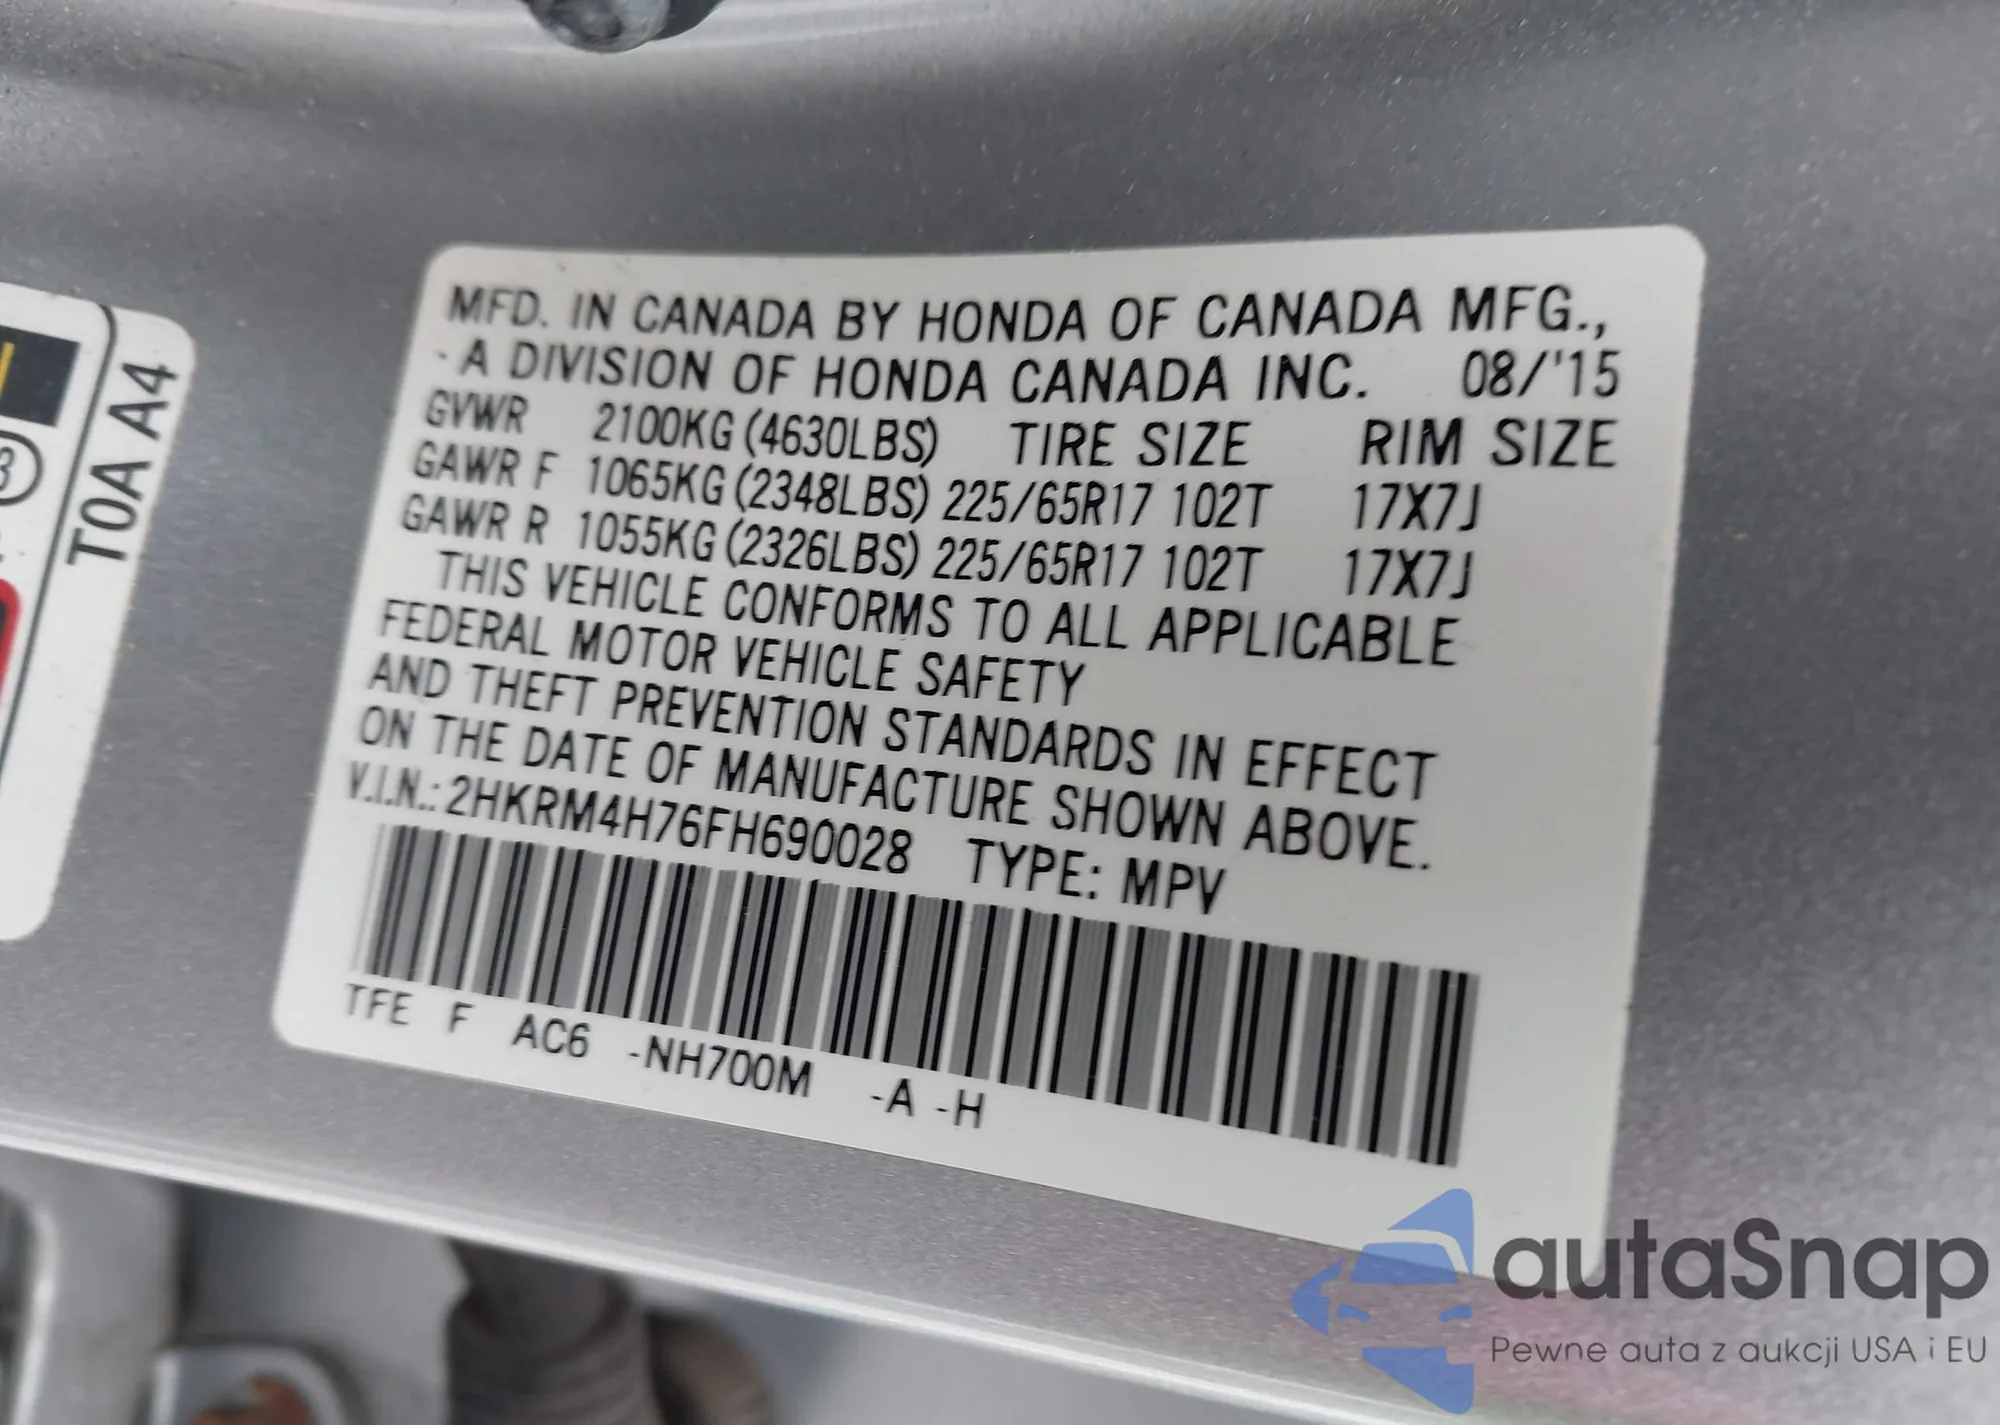 MFD. IN CANADA BY HONDA OF CANADA MFG.,
- A DIVISION OF HONDA CANADA INC. 08/'15
GVWR 2100KG (4630LBS) TIRE SIZE RIM SIZE
GAWR F 1065KG (2348LBS) 225/65R17 102T 17X7J
GAWR R 1055KG (2326LBS) 225/65R17 102T 17X7J
THIS VEHICLE CONFORMS TO ALL APPLICABLE
FEDERAL MOTOR VEHICLE SAFETY
AND THEFT PREVENTION STANDARDS IN EFFECT
ON THE DATE OF MANUFACTURE SHOWN ABOVE.
V.I.N.: 2HKRM4H76FH690028 TYPE: MPV
TFE F AC6 -NH700M -A -H
T0A A4
3
autaSnap
Pewne auta z aukcji USA i EU